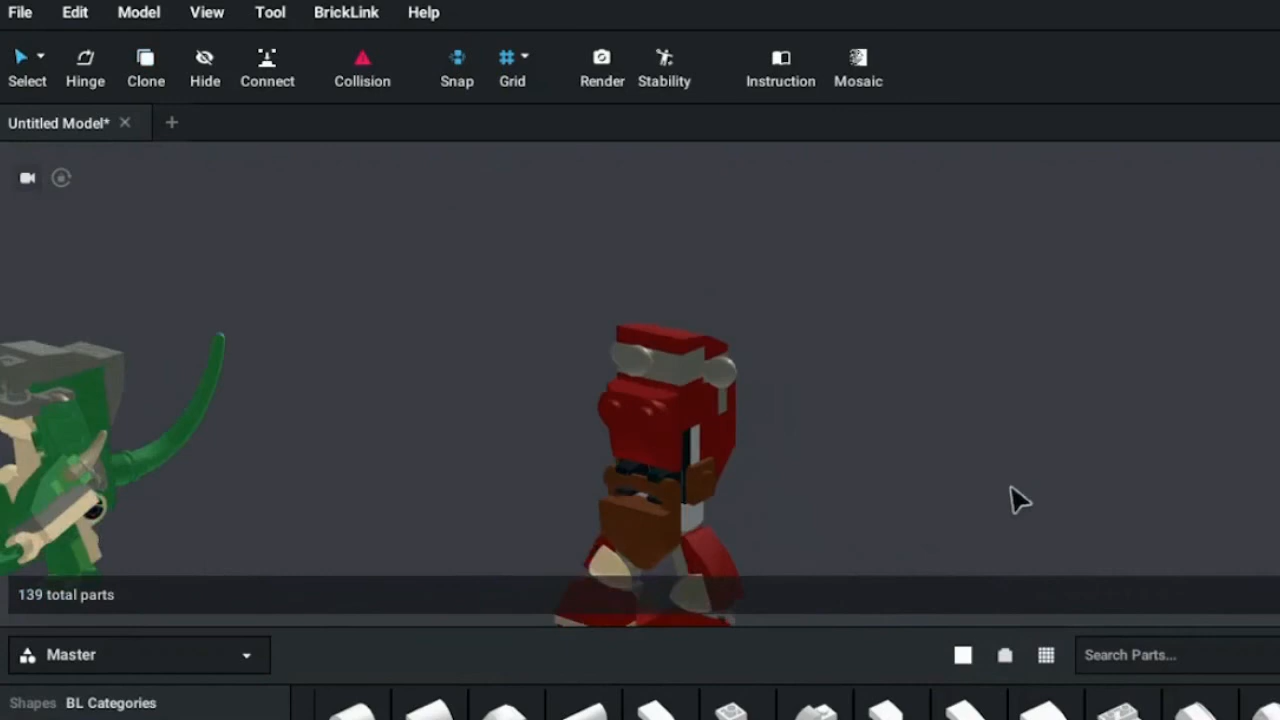 File Edit Model View Tool BrickLink Help
Select Hinge Clone Hide Connect Collision Snap Grid Render Stability Instruction Mosaic
Untitled Model*
139 total parts
Master
Search Parts...
Shapes BL Categories